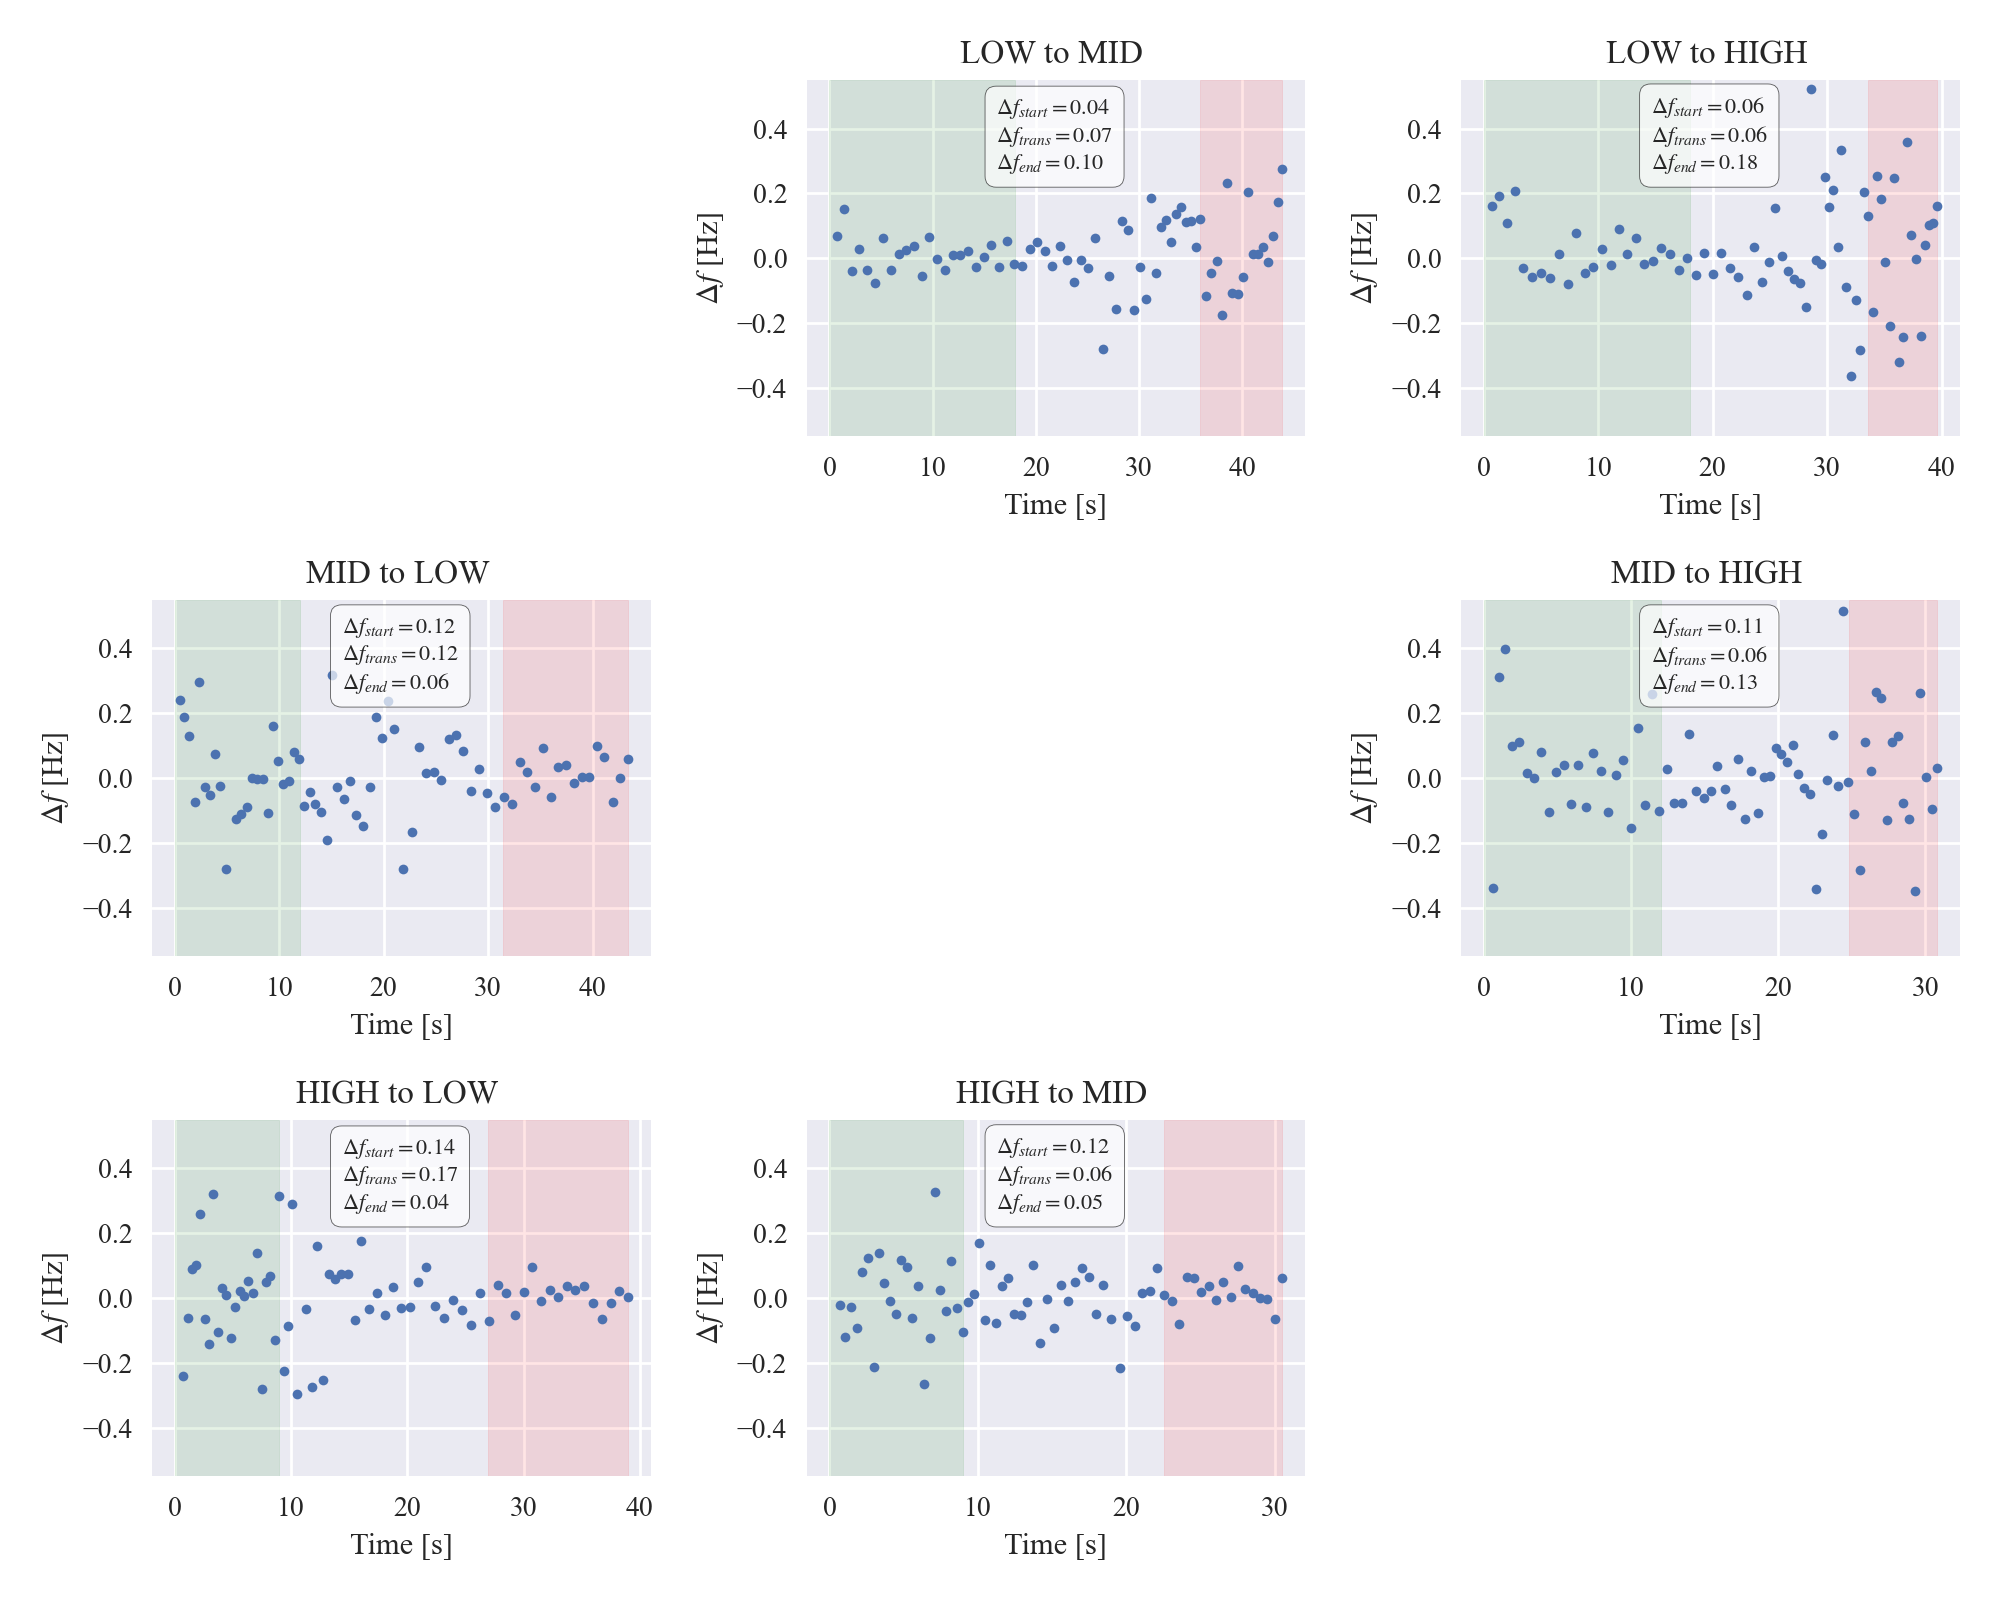 LOW to MID
Δf_start = 0.04
Δf_trans = 0.07
Δf_end = 0.10
0.4
0.2
0.0
−0.2
−0.4
Δf [Hz]
0 10 20 30 40
Time [s]
LOW to HIGH
Δf_start = 0.06
Δf_trans = 0.06
Δf_end = 0.18
0.4
0.2
0.0
−0.2
−0.4
Δf [Hz]
0 10 20 30 40
Time [s]
MID to LOW
Δf_start = 0.12
Δf_trans = 0.12
Δf_end = 0.06
0.4
0.2
0.0
−0.2
−0.4
Δf [Hz]
0 10 20 30 40
Time [s]
MID to HIGH
Δf_start = 0.11
Δf_trans = 0.06
Δf_end = 0.13
0.4
0.2
0.0
−0.2
−0.4
Δf [Hz]
0 10 20 30
Time [s]
HIGH to LOW
Δf_start = 0.14
Δf_trans = 0.17
Δf_end = 0.04
0.4
0.2
0.0
−0.2
−0.4
Δf [Hz]
0 10 20 30 40
Time [s]
HIGH to MID
Δf_start = 0.12
Δf_trans = 0.06
Δf_end = 0.05
0.4
0.2
0.0
−0.2
−0.4
Δf [Hz]
0 10 20 30
Time [s]